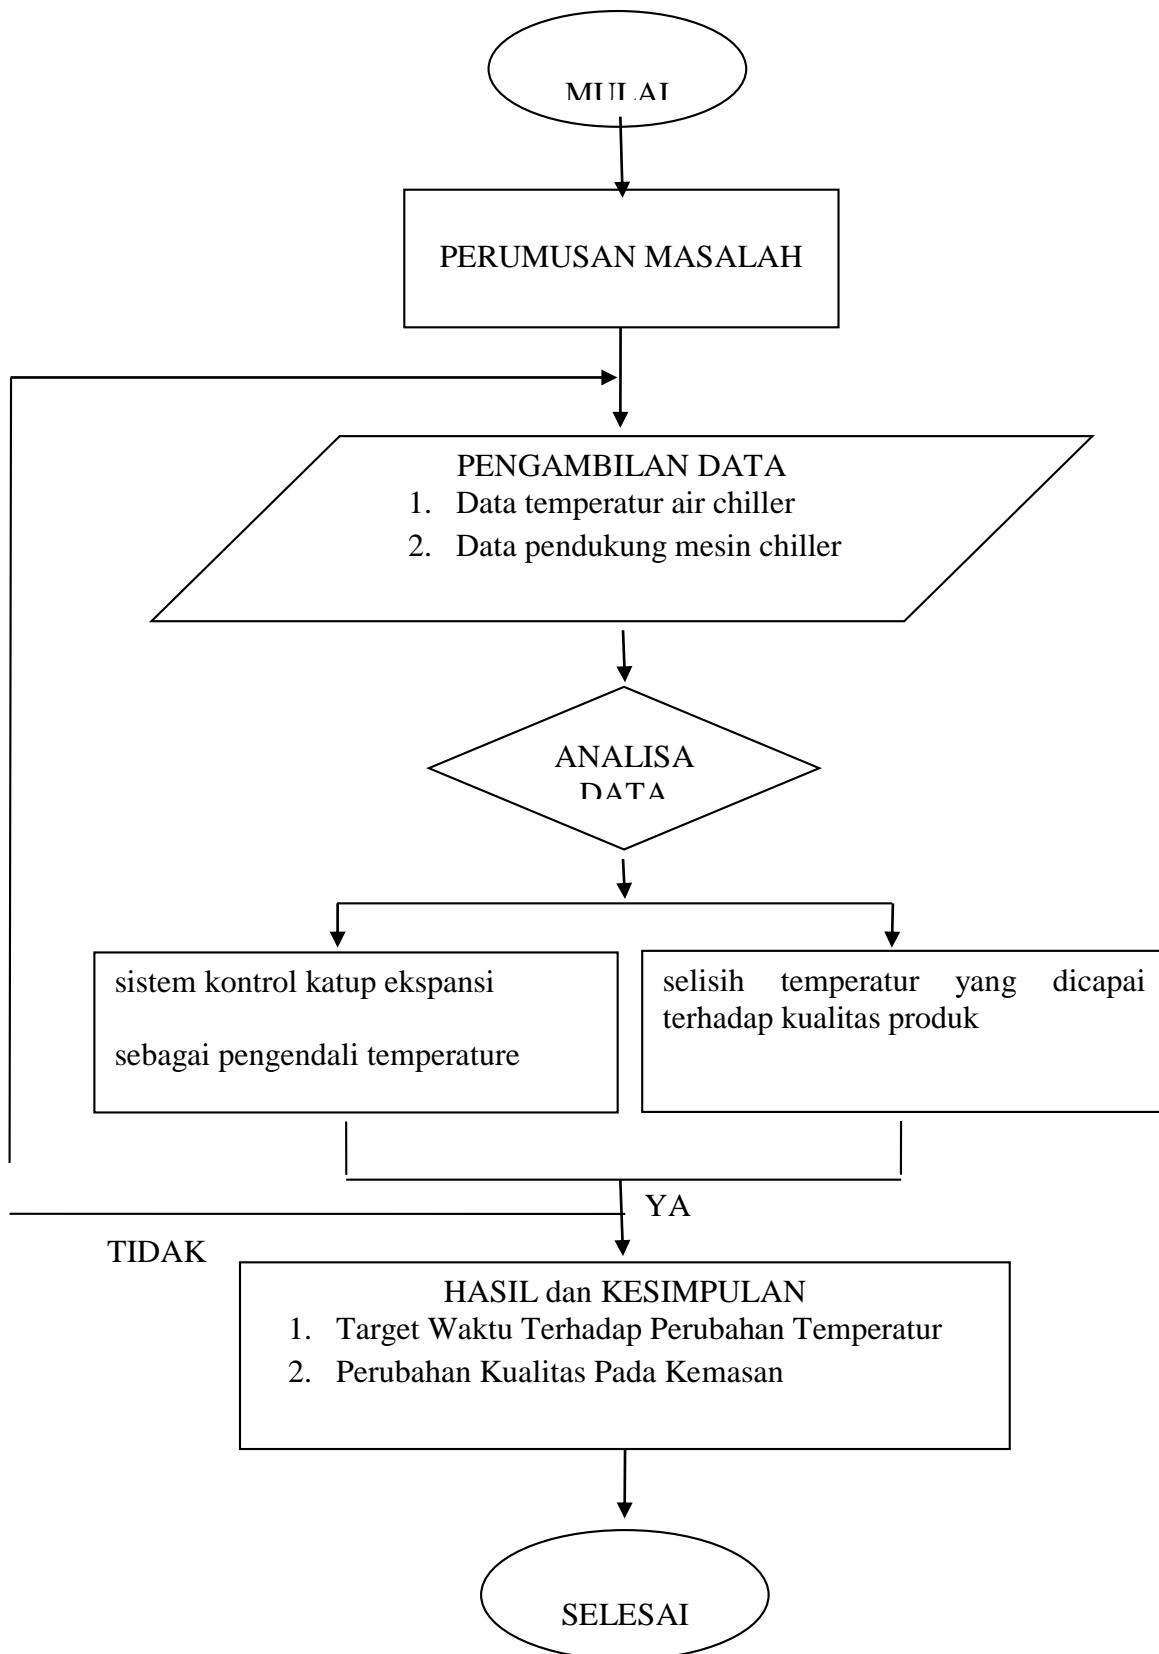 MULAI
PERUMUSAN MASALAH
PENGAMBILAN DATA
1. Data temperatur air chiller
2. Data pendukung mesin chiller
ANALISA
DATA
sistem kontrol katup ekspansi
sebagai pengendali temperature
selisih temperatur yang dicapai
terhadap kualitas produk
YA
TIDAK
HASIL dan KESIMPULAN
1. Target Waktu Terhadap Perubahan Temperatur
2. Perubahan Kualitas Pada Kemasan
SELESAI